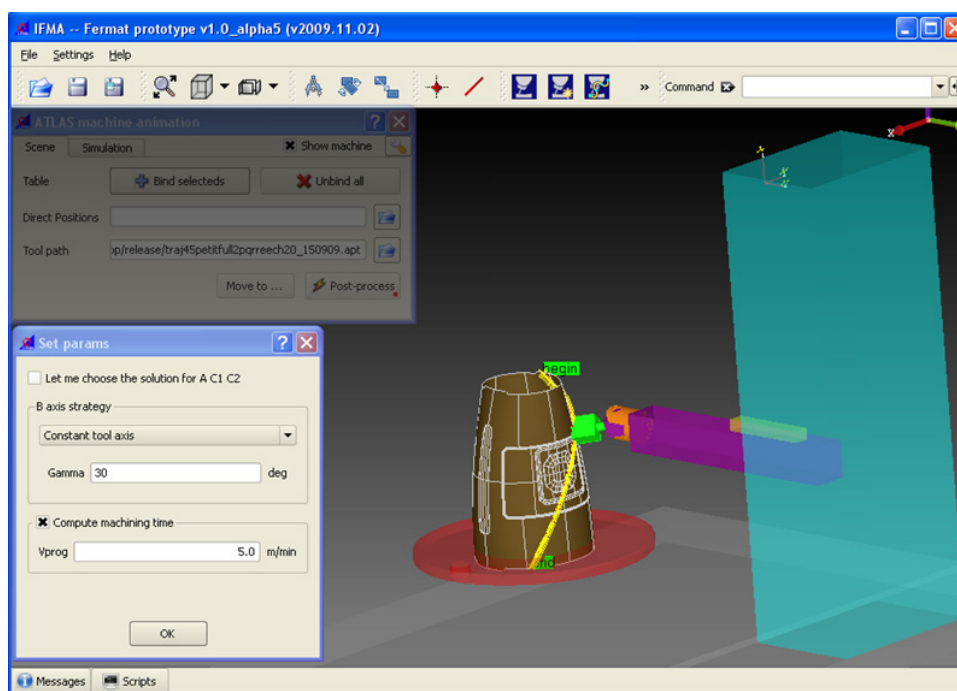 IFMA -- Fermat prototype v1.0_alpha5 (v2009.11.02)
File Settings Help
» Command
ATLAS machine animation
Scene Simulation Show machine
Table Bind selecteds Unbind all
Direct Positions
Tool path op/release/traj45petitfull2pqrreech20_150909.apt
Move to ... Post-process
Set params
Let me choose the solution for A C1 C2
B axis strategy
Constant tool axis
Gamma 30 deg
Compute machining time
Vprog 5.0 m/min
OK
begin
end
X
Messages Scripts